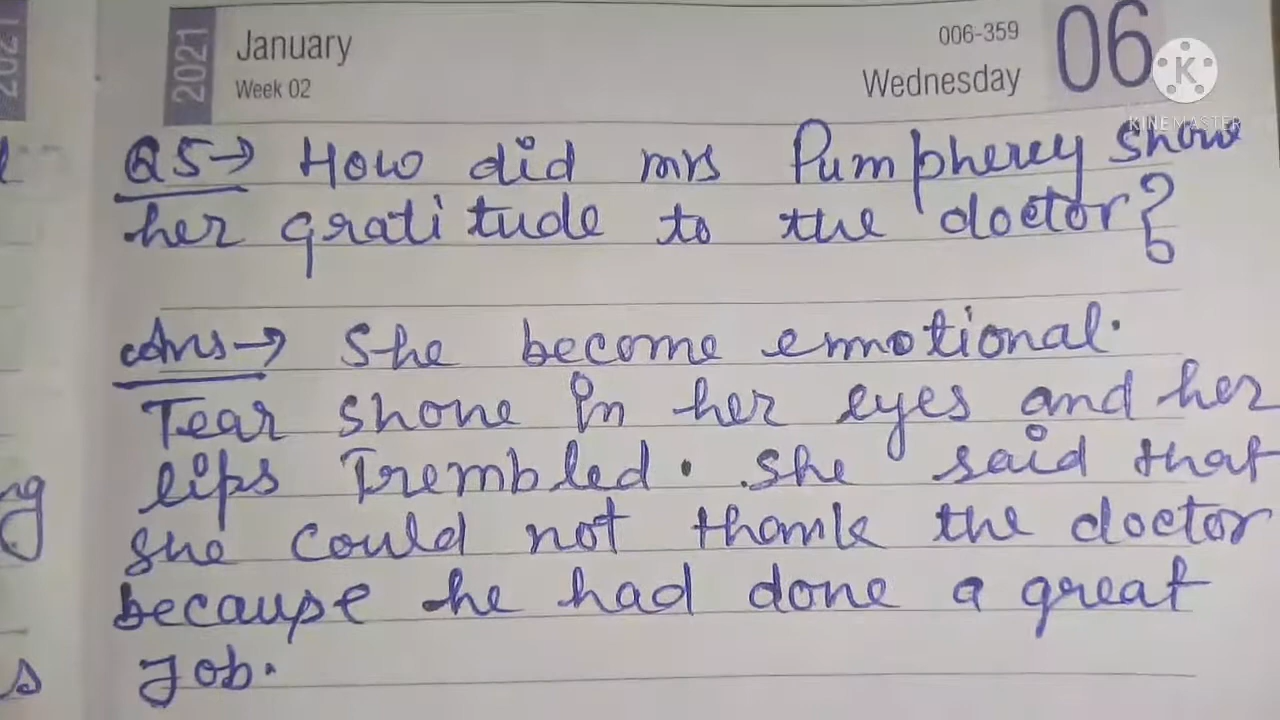 2021
January
006-359
06
Week 02
Wednesday
KINEMASTER
Q5→ How did mrs Pumpherey show
her gratitude to the doctor?
Ans→ She become emotional.
Tear shone in her eyes and her
lips Trembled. She said that
she could not thank the doctor
because he had done a great
Job.
2021
ng
s